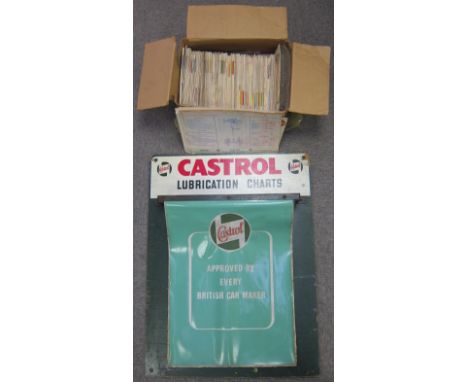 CASTROL
LUBRICATION CHARTS
Castrol
APPROVED BY
EVERY
BRITISH CAR MAKER